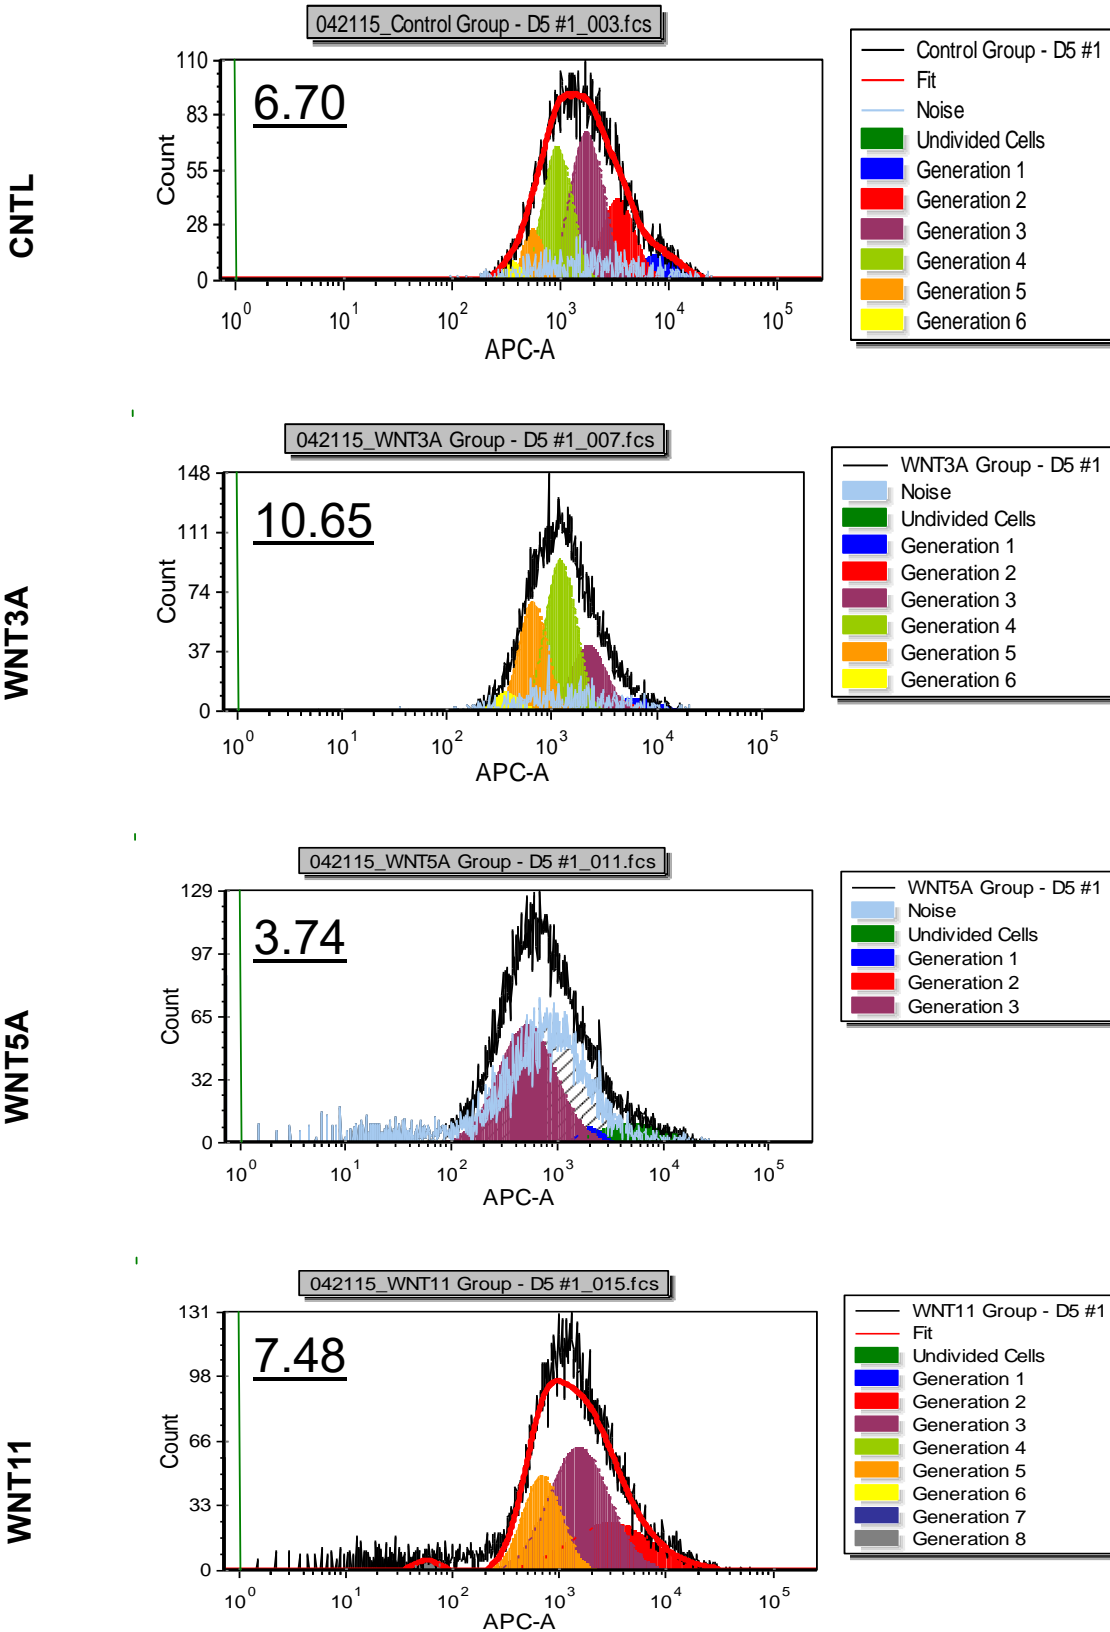 CNTL
042115_Control Group - D5 #1_003.fcs
6.70
Count
110
83
55
28
0
10^0 10^1 10^2 10^3 10^4 10^5
APC-A
Control Group - D5 #1
Fit
Noise
Undivided Cells
Generation 1
Generation 2
Generation 3
Generation 4
Generation 5
Generation 6
WNT3A
042115_WNT3A Group - D5 #1_007.fcs
10.65
Count
148
111
74
37
0
10^0 10^1 10^2 10^3 10^4 10^5
APC-A
WNT3A Group - D5 #1
Noise
Undivided Cells
Generation 1
Generation 2
Generation 3
Generation 4
Generation 5
Generation 6
WNT5A
042115_WNT5A Group - D5 #1_011.fcs
3.74
Count
129
97
65
32
0
10^0 10^1 10^2 10^3 10^4 10^5
APC-A
WNT5A Group - D5 #1
Noise
Undivided Cells
Generation 1
Generation 2
Generation 3
WNT11
042115_WNT11 Group - D5 #1_015.fcs
7.48
Count
131
98
66
33
0
10^0 10^1 10^2 10^3 10^4 10^5
APC-A
WNT11 Group - D5 #1
Fit
Undivided Cells
Generation 1
Generation 2
Generation 3
Generation 4
Generation 5
Generation 6
Generation 7
Generation 8